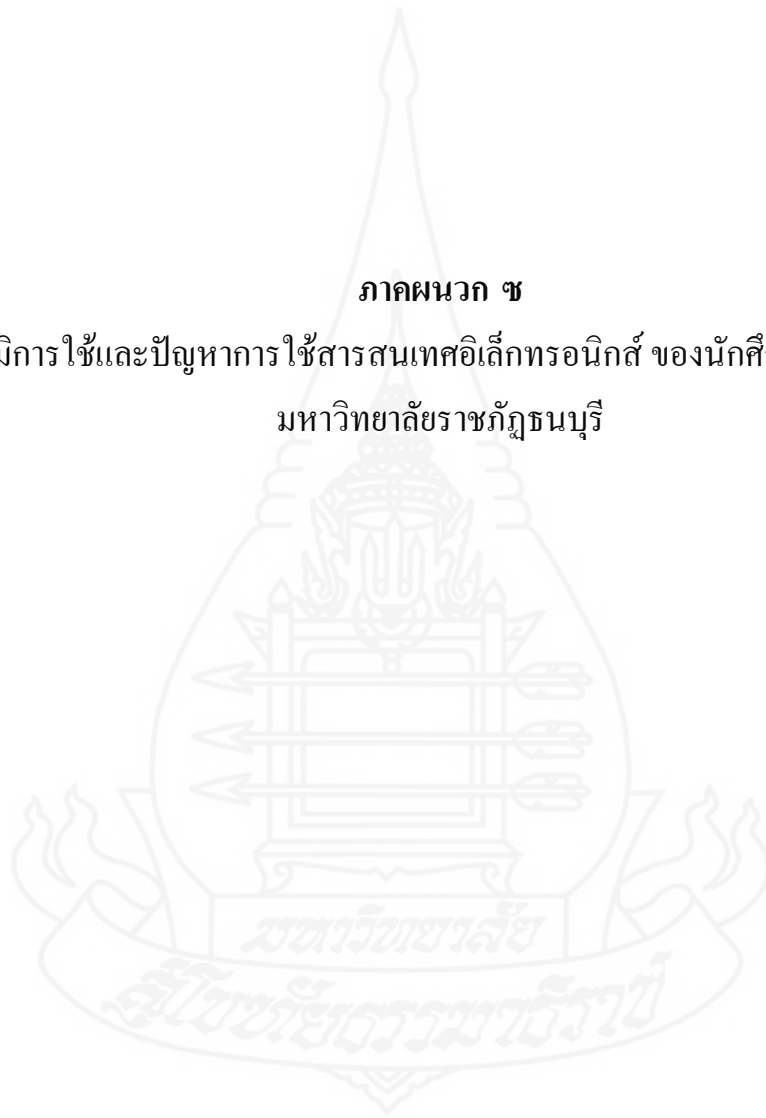 ภาคผนวก ซ
มิการใช้และปัญหาการใช้สารสนเทศอิเล็กทรอนิกส์ ของนักศึ
มหาวิทยาลัยราชภัฏธนบุรี
มหาวิทยาลัย
สุโขทัยธรรมาธิราช